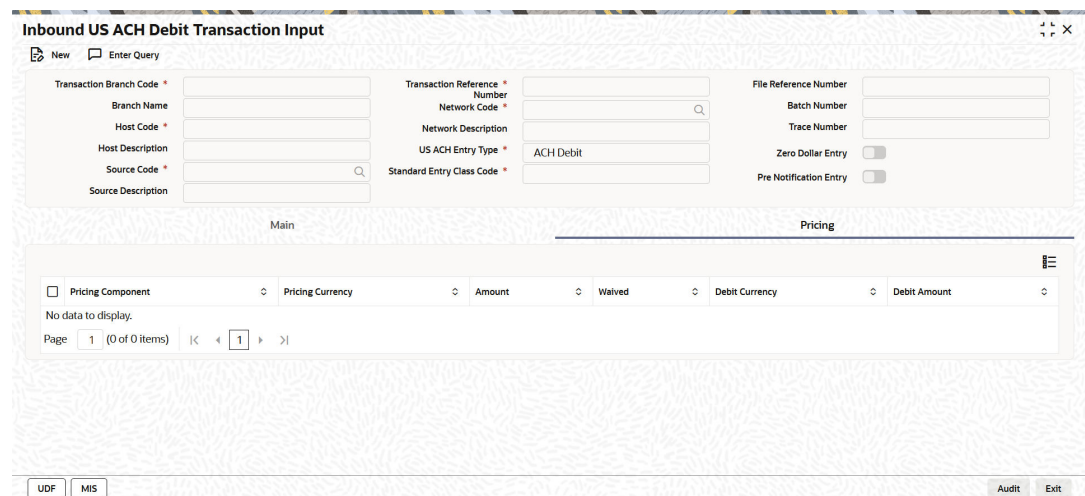 Inbound US ACH Debit Transaction Input
New Enter Query
Transaction Branch Code *
Branch Name
Host Code *
Host Description
Source Code *
Source Description
Transaction Reference *
Number
Network Code *
Network Description
US ACH Entry Type * ACH Debit
Standard Entry Class Code *
File Reference Number
Batch Number
Trace Number
Zero Dollar Entry
Pre Notification Entry
Main Pricing
Pricing Component Pricing Currency Amount Waived Debit Currency Debit Amount
No data to display.
Page 1 (0 of 0 items) 1
UDF MIS Audit Exit